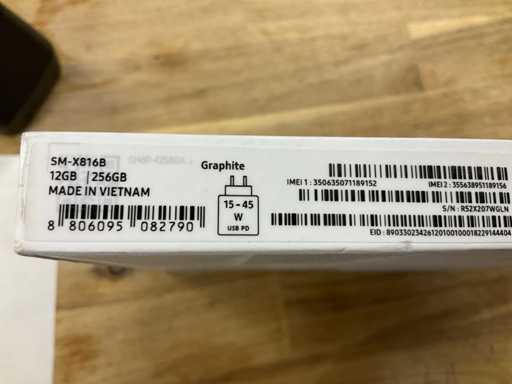 SM-X816B
12GB | 256GB
MADE IN VIETNAM
8 806095 082790
Graphite
15 - 45
W
USB PD
IMEI 1 : 350635071189152
IMEI 2 : 355638951189156
S/N : R52X207WGLN
EID : 89033023426120100100018229144404